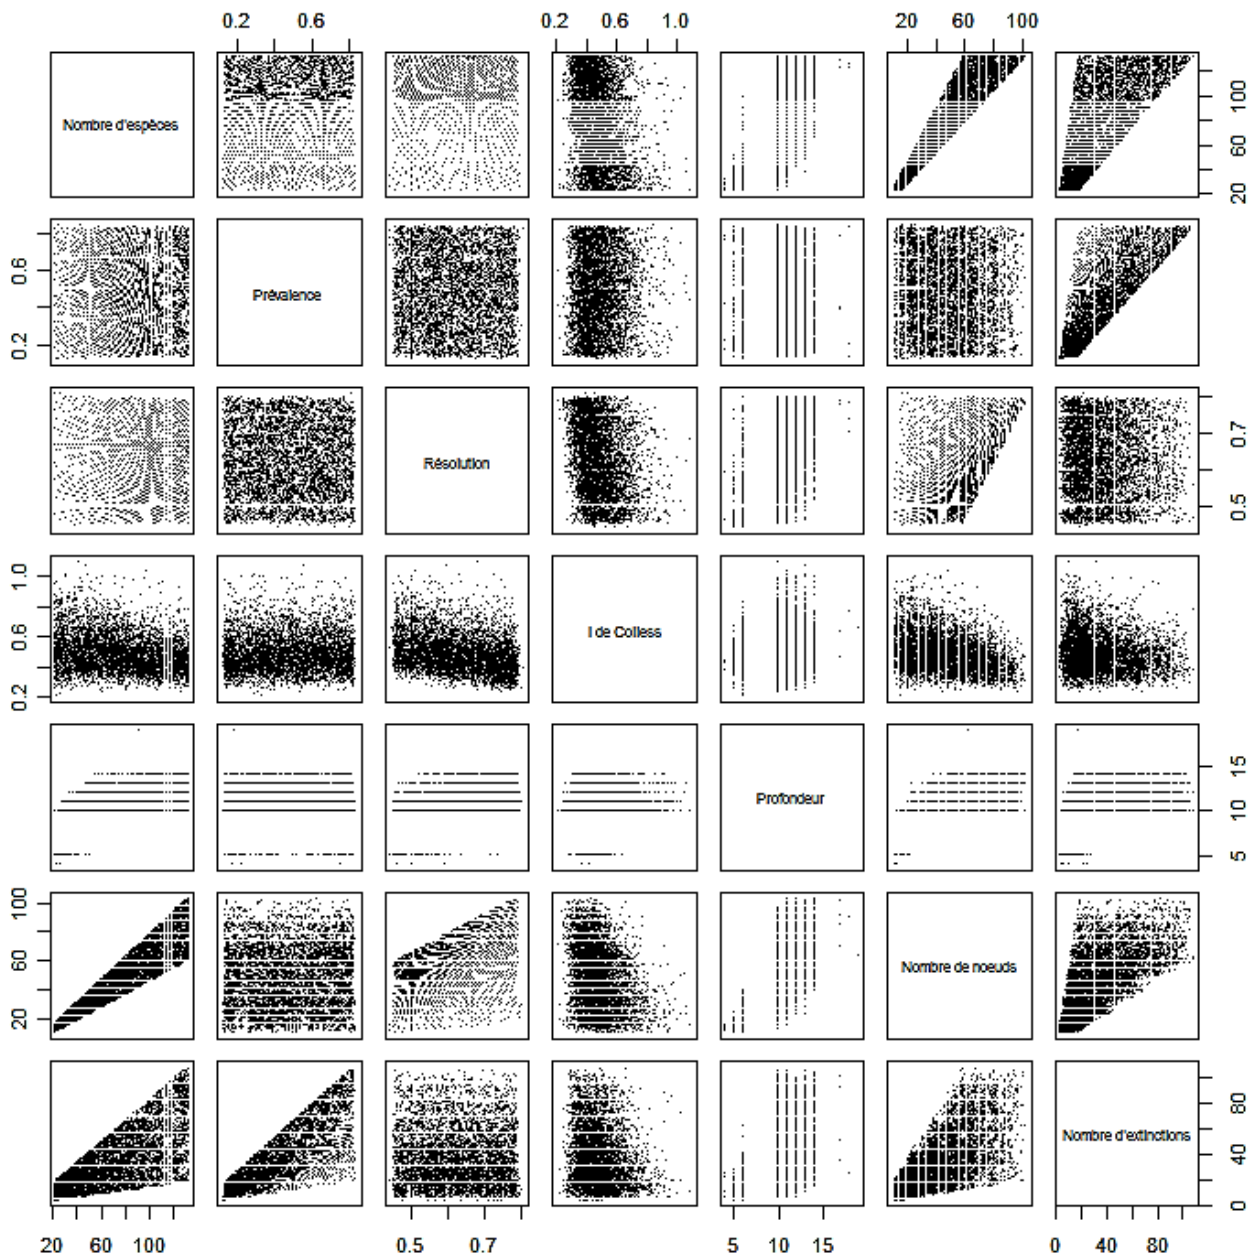 0.2 0.6
0.2 0.6 1.0
20 60 100
Nombre d'espèces
20 60 100
0.2 0.6
Prévalence
Résolution
0.5 0.7
0.2 0.6 1.0
I de Colless
Profondeur
5 10 15
20 60 100
Nombre de noeuds
Nombre d'extinctions
0 40 80
20 60 100
0.5 0.7
5 10 15
0 40 80